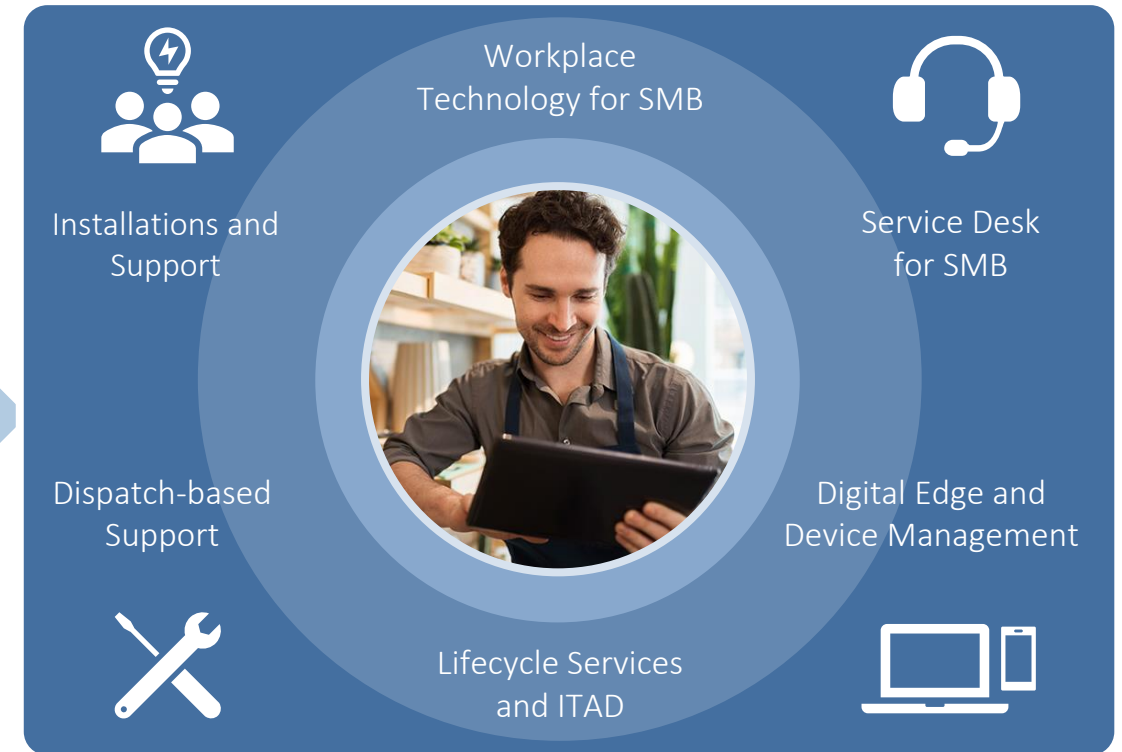 Workplace
Technology for SMB
Installations and
Support
Service Desk
for SMB
Dispatch-based
Support
Digital Edge and
Device Management
Lifecycle Services
and ITAD